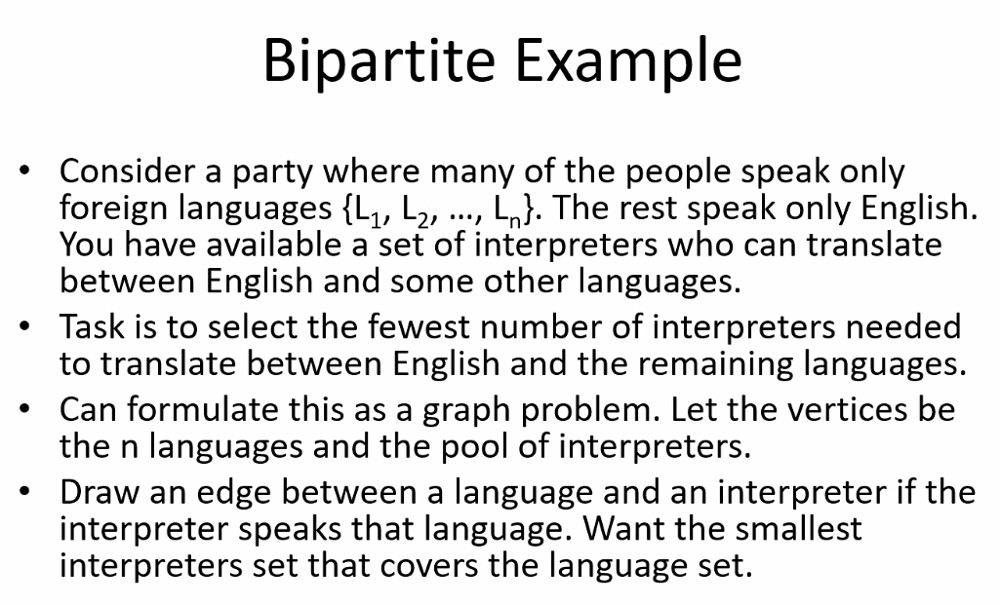 Bipartite Example
• Consider a party where many of the people speak only
foreign languages {L₁, L₂, …, Lₙ}. The rest speak only English.
You have available a set of interpreters who can translate
between English and some other languages.
• Task is to select the fewest number of interpreters needed
to translate between English and the remaining languages.
• Can formulate this as a graph problem. Let the vertices be
the n languages and the pool of interpreters.
• Draw an edge between a language and an interpreter if the
interpreter speaks that language. Want the smallest
interpreters set that covers the language set.